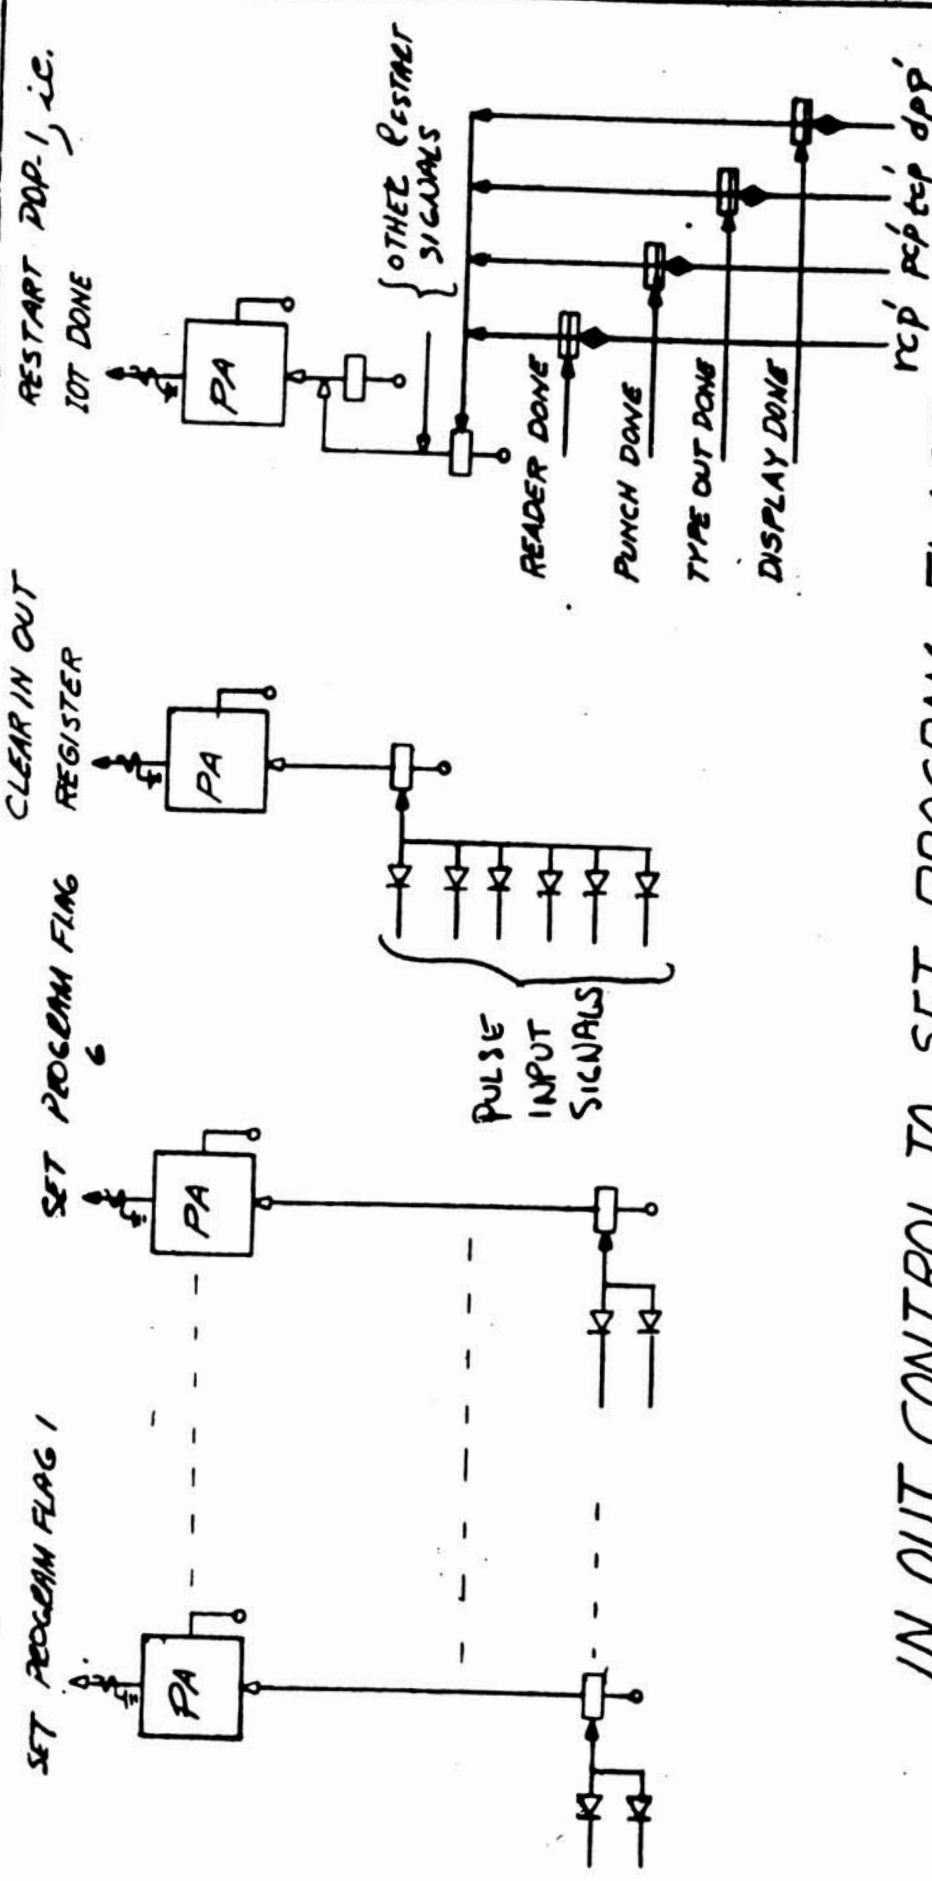 SET PROGRAM FLAG 1
SET PROGRAM FLAG
6
CLEAR IN OUT
REGISTER
RESTART PDP-1, i.e.
IOT DONE
PA
PA
PA
PA
{OTHER RESTART
SIGNALS
PULSE
INPUT
SIGNALS
READER DONE
PUNCH DONE
TYPE OUT DONE
DISPLAY DONE
rcp' pcp' tcp' dpy'
IN OUT CONTROL TO SET PROGRAM